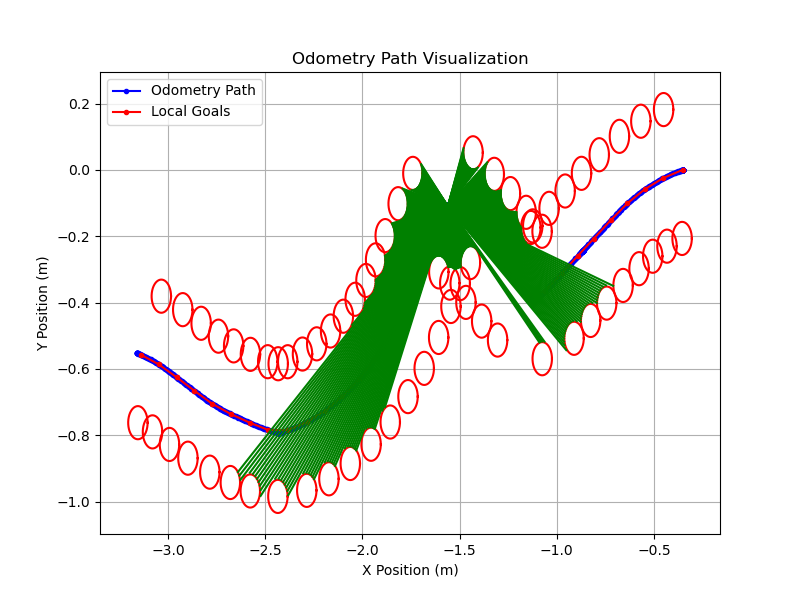 Odometry Path Visualization
Odometry Path
Local Goals
Y Position (m)
0.2
0.0
−0.2
−0.4
−0.6
−0.8
−1.0
−3.0 −2.5 −2.0 −1.5 −1.0 −0.5
X Position (m)